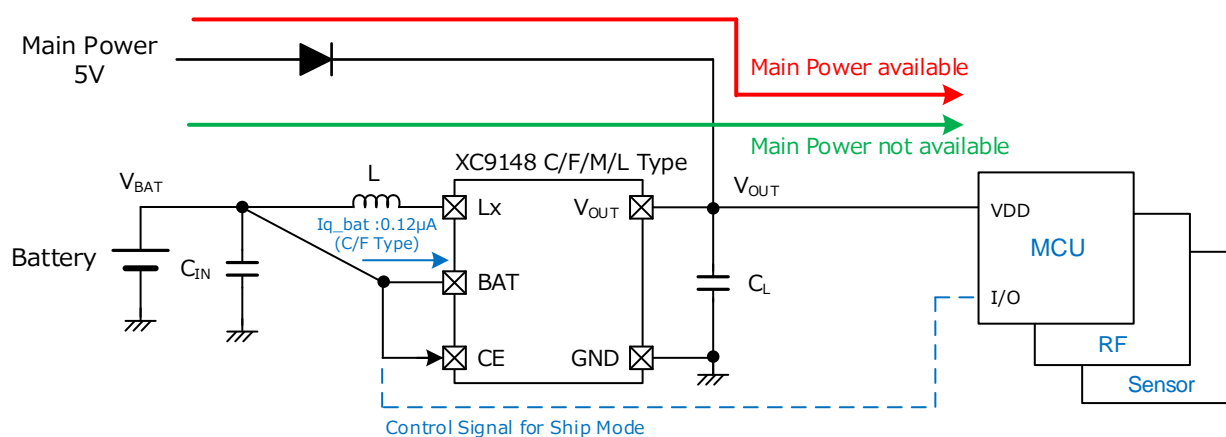 Main Power
5V
Main Power available
Main Power not available
XC9148 C/F/M/L Type
VBAT
L
Lx
VOUT
VOUT
VDD
MCU
Iq_bat :0.12µA
(C/F Type)
Battery
CIN
BAT
CL
I/O
CE
GND
RF
Sensor
Control Signal for Ship Mode